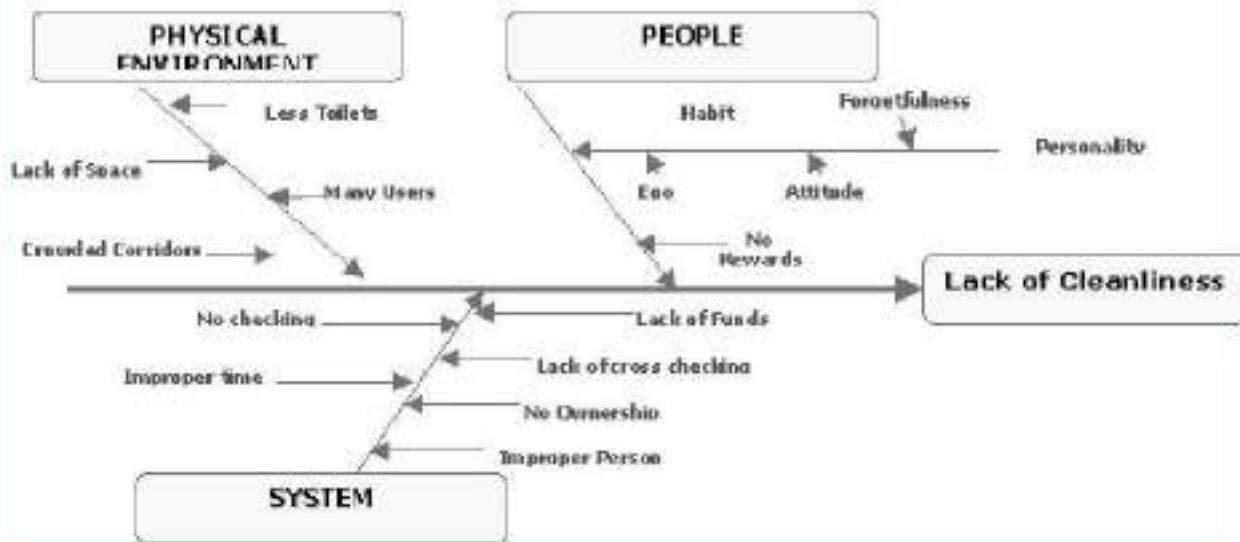 PHYSICAL
ENVIRONMENT
PEOPLE
Less Toilets
Habit
Forgetfulness
Lack of Space
Personality
Many Users
Ego
Attitude
Crowded Corridors
No
Rewards
Lack of Cleanliness
No checking
Lack of Funds
Lack of cross checking
Improper time
No Ownership
Improper Person
SYSTEM